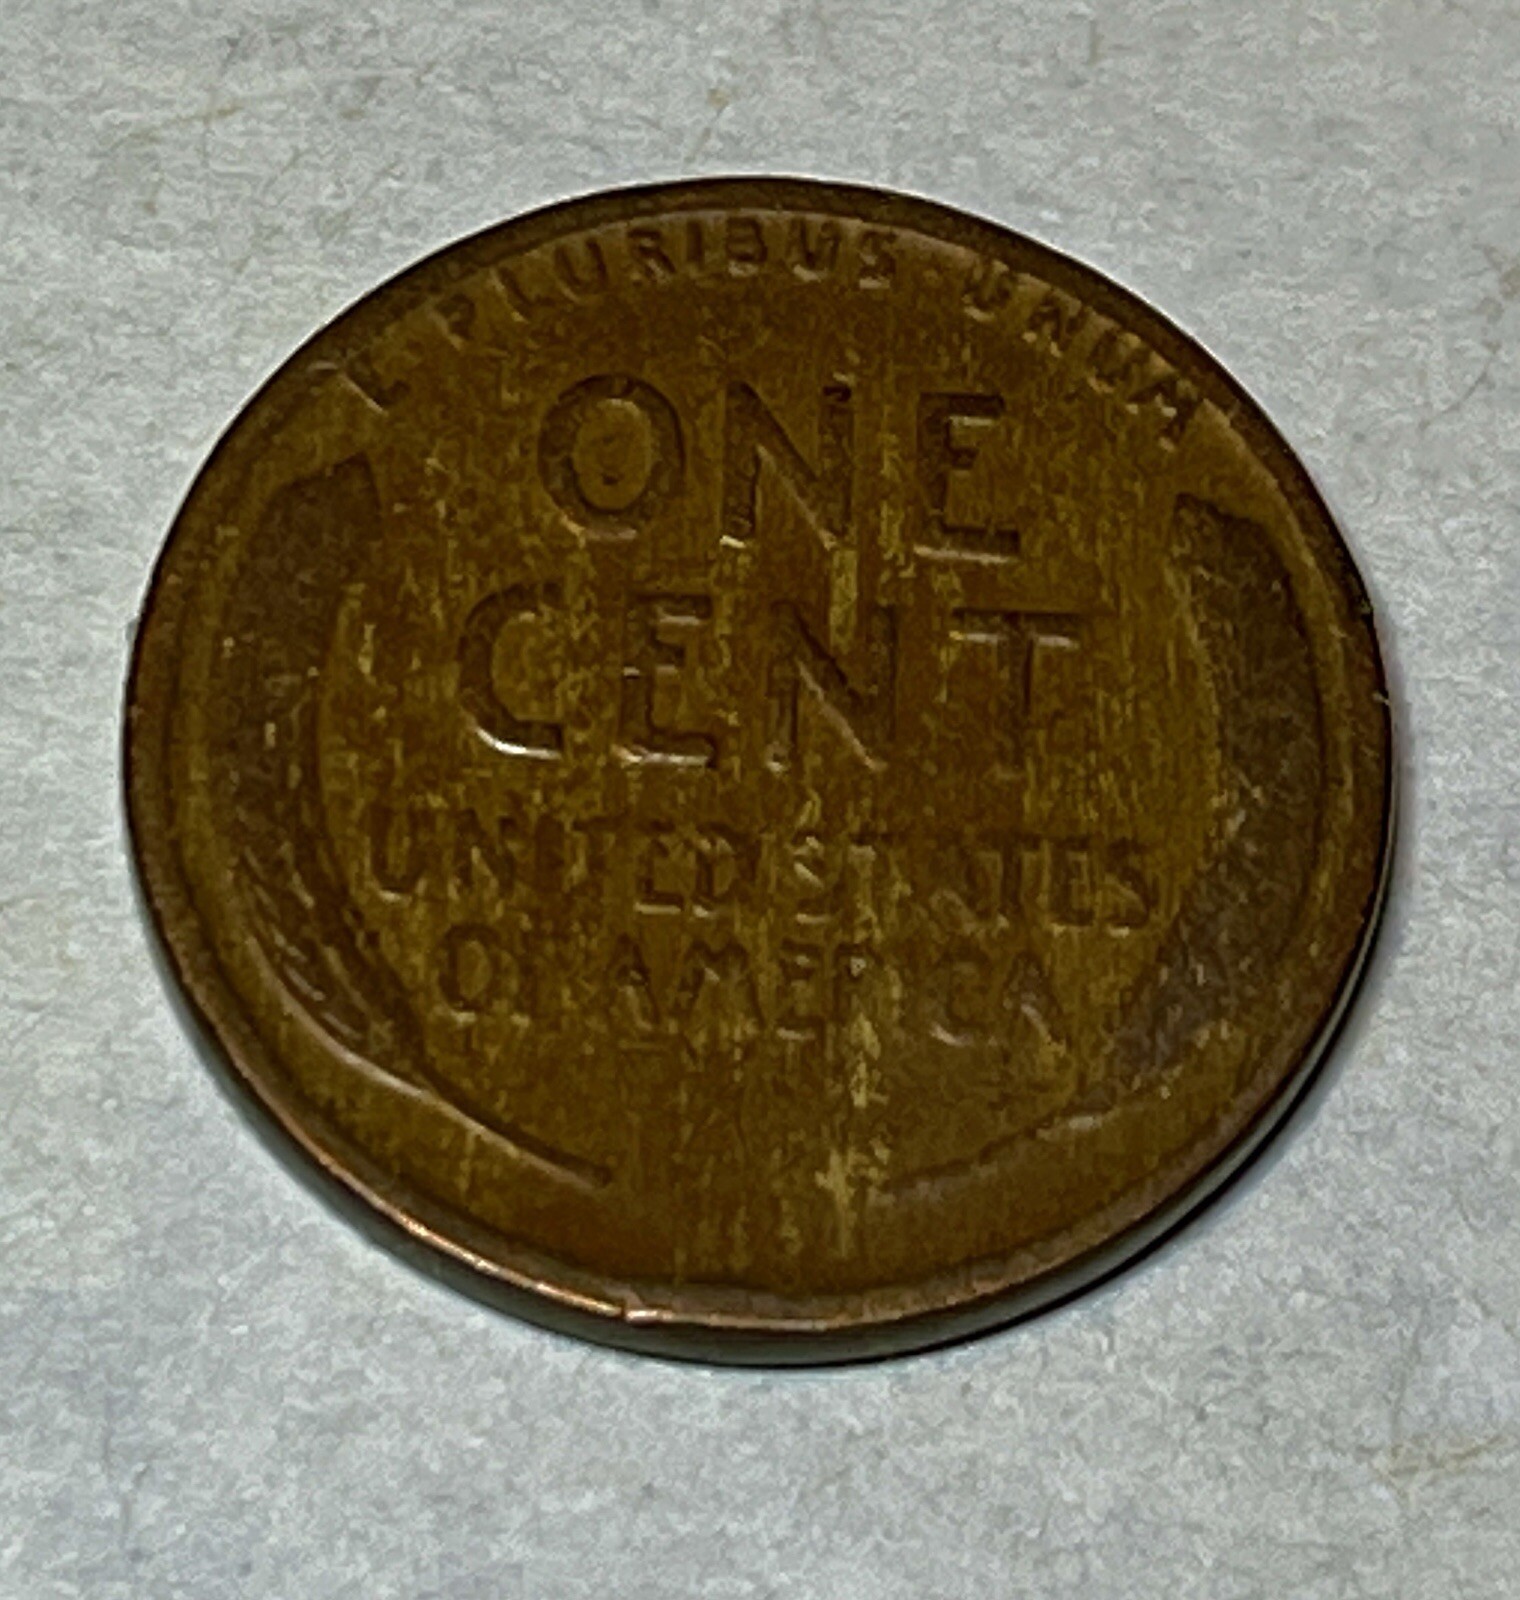 E · PLURIBUS · UNUM
ONE
CENT
UNITED STATES
OF AMERICA